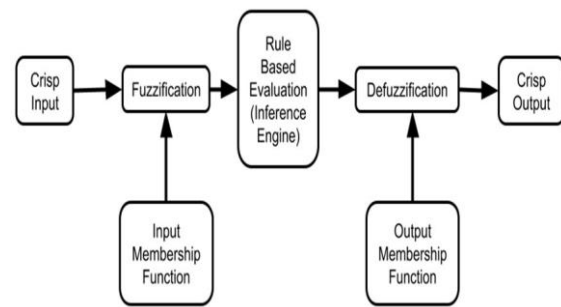 Crisp
Input
Fuzzification
Rule
Based
Evaluation
(Inference
Engine)
Defuzzification
Crisp
Output
Input
Membership
Function
Output
Membership
Function